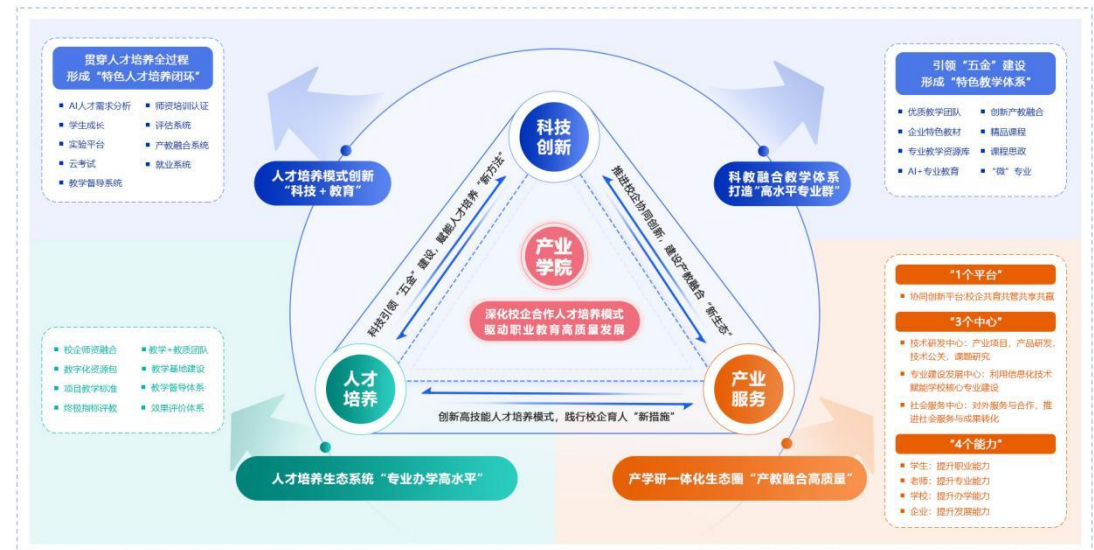 贯穿人才培养全过程
形成“特色人才培养闭环”
AI人才需求分析
学生成长
实验平台
云考试
教学督导系统
师资培训认证
评估系统
产教融合系统
就业系统
人才培养模式创新
“科技+教育”
科技
创新
科教融合教学体系
打造“高水平专业群”
引领“五金”建设
形成“特色教学体系”
优质教学团队
企业特色教材
专业教学资源库
AI+专业教育
创新产教融合
精品课程
课程思政
“微”专业
科技引领“五金”建设，赋能人才培养“新方法”
推进校企协同创新，建设产教融合“新生态”
产业
学院
深化校企合作人才培养模式
驱动职业教育高质量发展
人才
培养
产业
服务
创新高技能人才培养模式，践行校企育人“新措施”
校企师资融合
数字化资源包
项目教学标准
终极指标评教
教学+教质团队
教学基地建设
教学督导体系
效果评价体系
人才培养生态系统“专业办学高水平”
产学研一体化生态圈“产教融合高质量”
“1个平台”
协同创新平台:校企共育共管共享共赢
“3个中心”
技术研发中心：产业项目，产品研发，
技术公关，课题研究
专业建设发展中心：利用信息化技术
赋能学校核心专业建设
社会服务中心：对外服务与合作，推
进社会服务与成果转化
“4个能力”
学生：提升职业能力
老师：提升专业能力
学校：提升办学能力
企业：提升发展能力